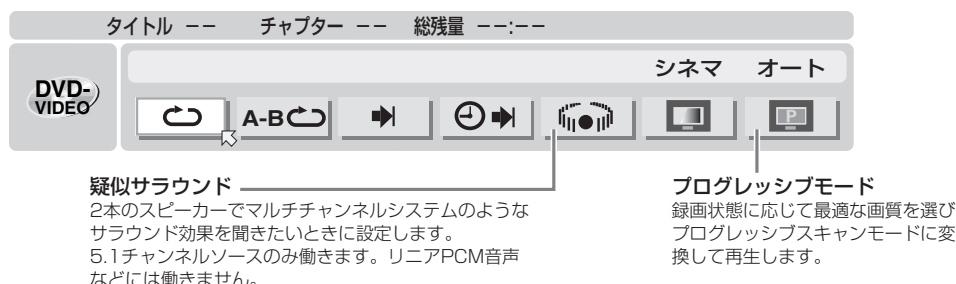 タイトル −− チャプター −− 総残量 −−:−−
シネマ オート
DVD-
VIDEO
A-B
P
疑似サラウンド
2本のスピーカーでマルチチャンネルシステムのような
サラウンド効果を聞きたいときに設定します。
5.1チャンネルソースのみ働きます。リニアPCM音声
などには働きません。
プログレッシブモード
録画状態に応じて最適な画質を選び
プログレッシブスキャンモードに変
換して再生します。